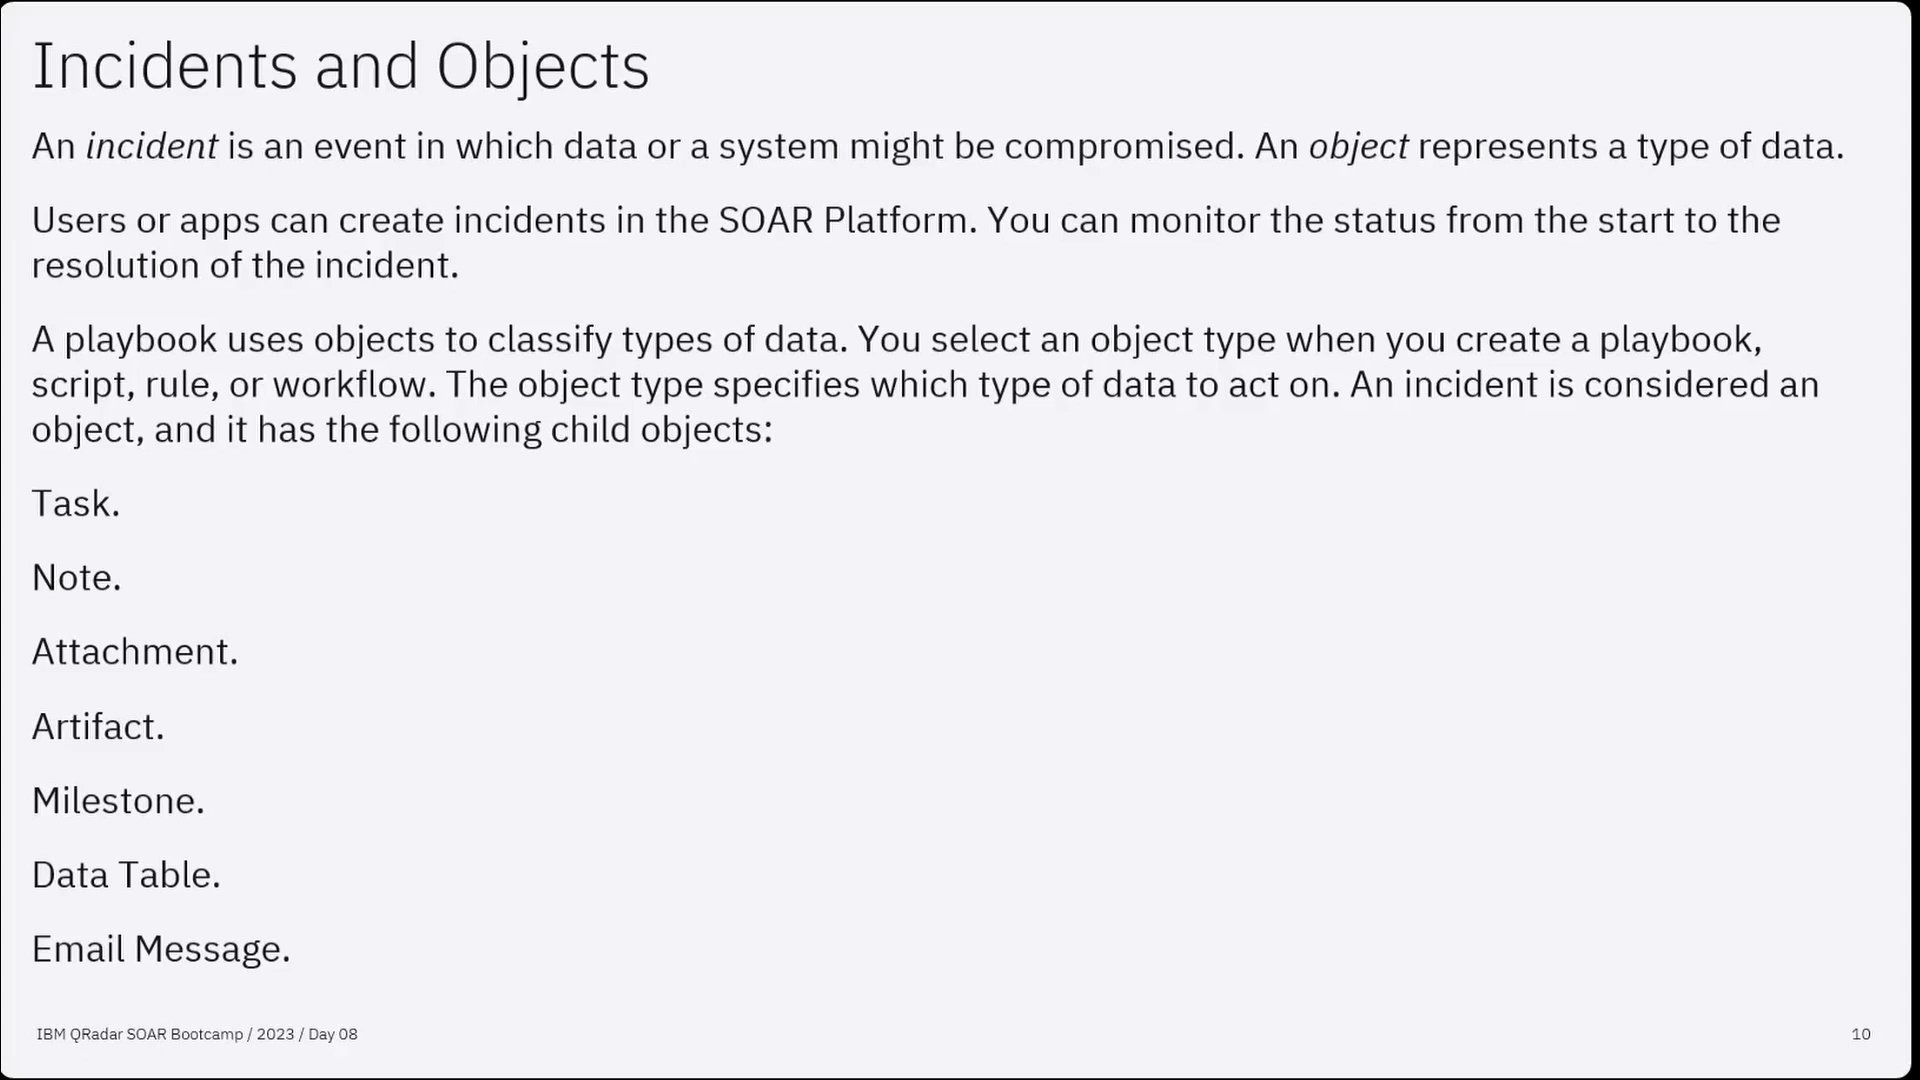 Incidents and Objects
An incident is an event in which data or a system might be compromised. An object represents a type of data.
Users or apps can create incidents in the SOAR Platform. You can monitor the status from the start to the
resolution of the incident.
A playbook uses objects to classify types of data. You select an object type when you create a playbook,
script, rule, or workflow. The object type specifies which type of data to act on. An incident is considered an
object, and it has the following child objects:
Task.
Note.
Attachment.
Artifact.
Milestone.
Data Table.
Email Message.
IBM QRadar SOAR Bootcamp / 2023 / Day 08
10